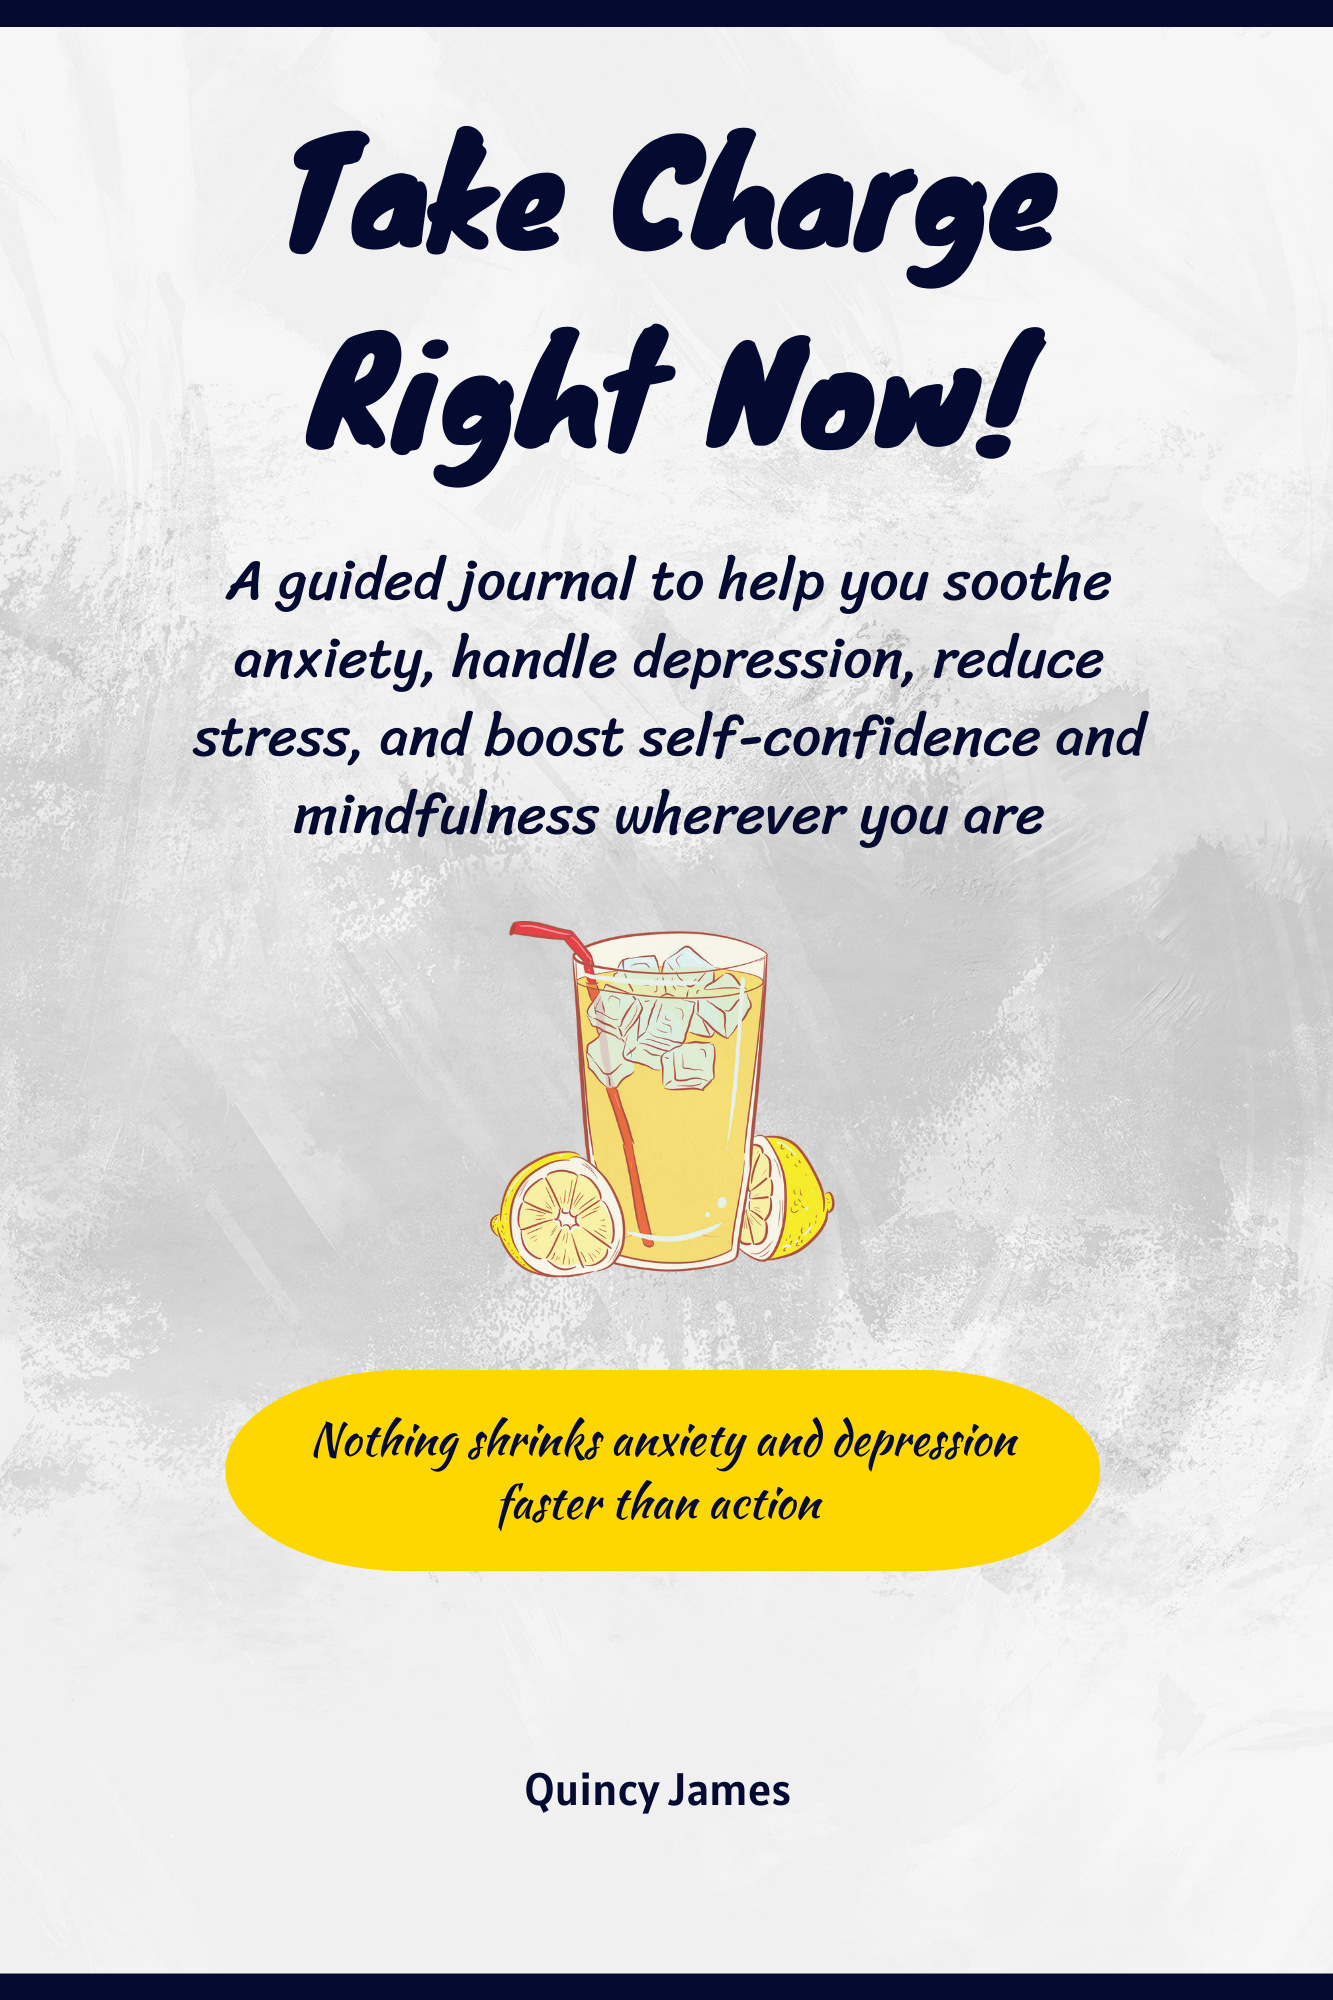 Take Charge
Right Now!
A guided journal to help you soothe
anxiety, handle depression, reduce
stress, and boost self-confidence and
mindfulness wherever you are
Nothing shrinks anxiety and depression
faster than action
Quincy James